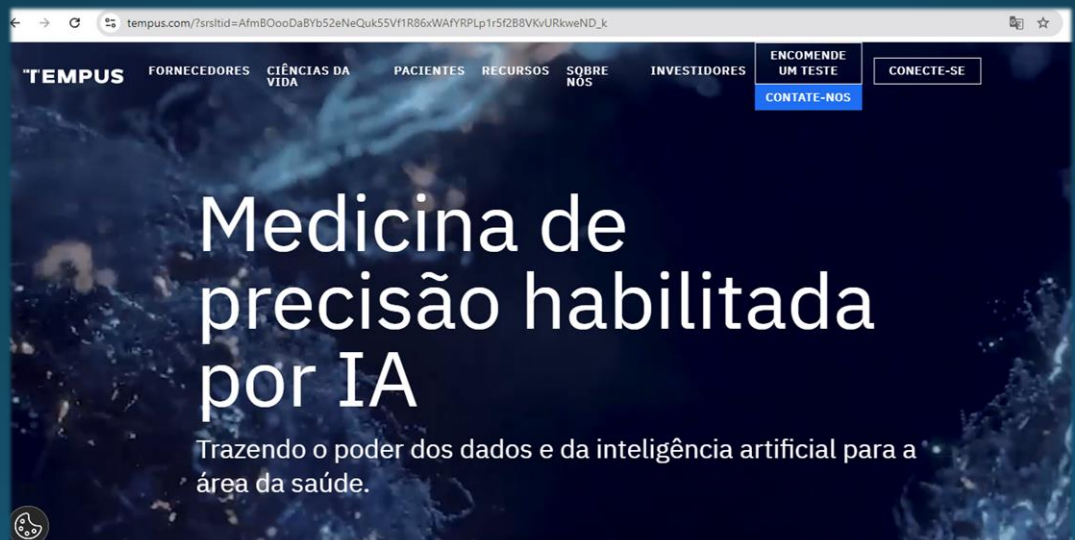 tempus.com/?srsltid=AfmBOooDaBYb52eNeQuk55Vf1R86xWAfYRPLp1r5f2B8VKvURkweND_k
TEMPUS
FORNECEDORES
CIÊNCIAS DA
VIDA
PACIENTES
RECURSOS
SOBRE
NÓS
INVESTIDORES
ENCOMENDE
UM TESTE
CONTATE-NOS
CONECTE-SE
Medicina de
precisão habilitada
por IA
Trazendo o poder dos dados e da inteligência artificial para a
área da saúde.